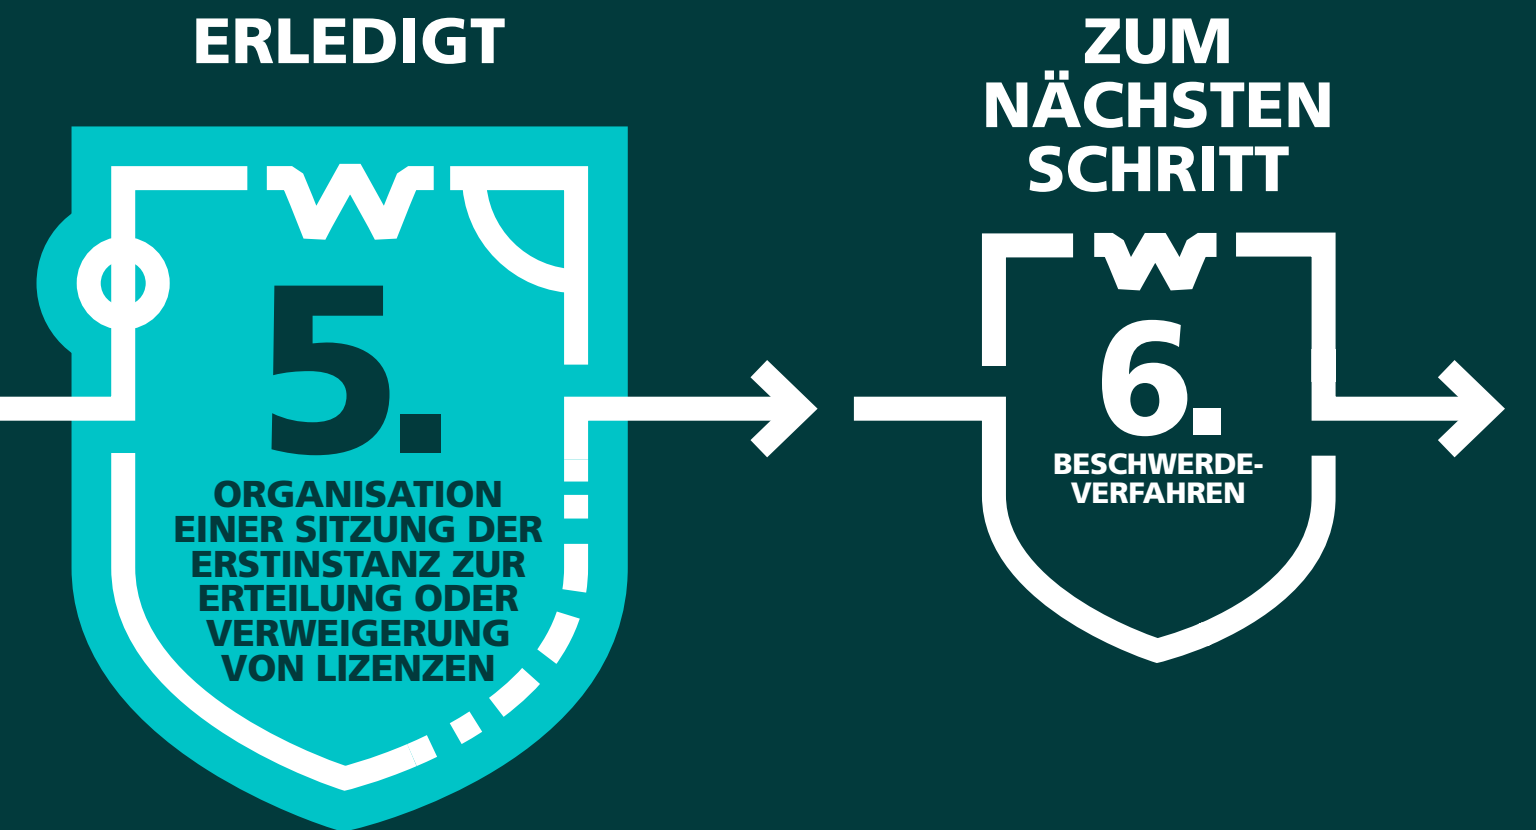 ERLEDIGT
5.
ORGANISATION
EINER SITZUNG DER
ERSTINSTANZ ZUR
ERTEILUNG ODER
VERWEIGERUNG
VON LIZENZEN
ZUM
NÄCHSTEN
SCHRITT
W
6.
BESCHWERDE-
VERFAHREN